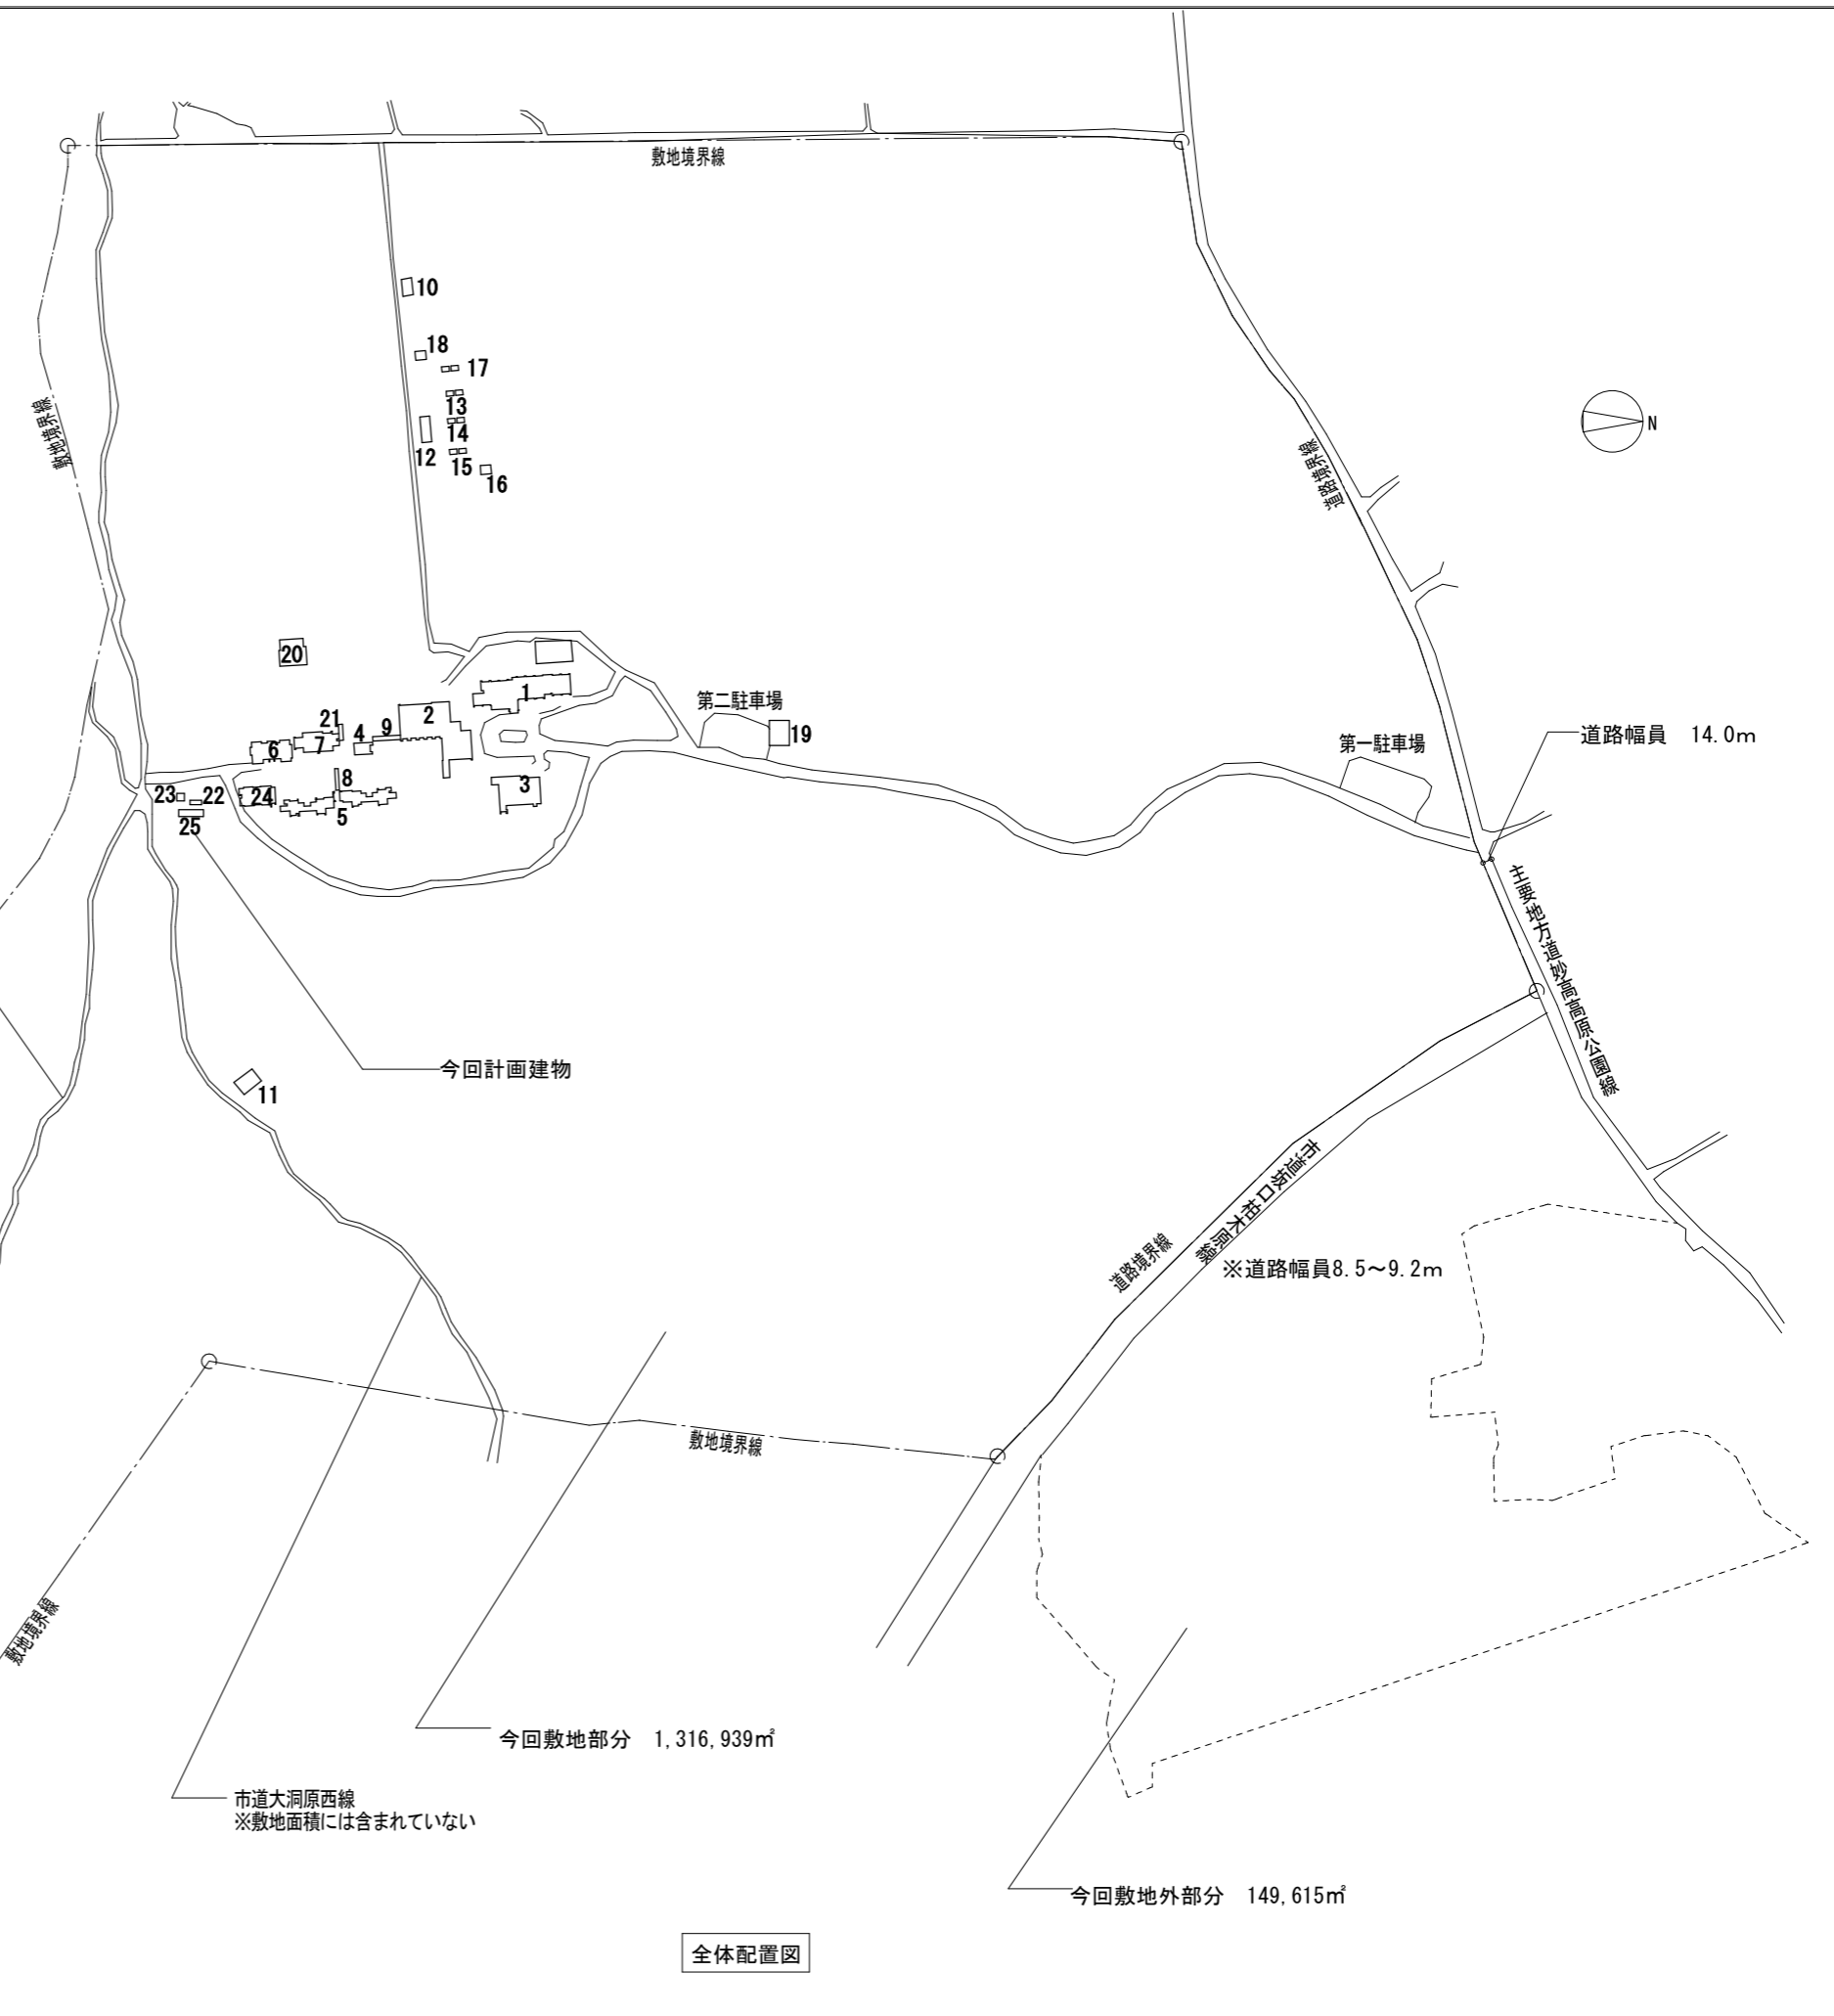 敷地境界線
10
18
17
敷地境界線
13
14
12
15
16
道路境界線
N
20
1
第二駐車場
21
2
4
9
19
道路幅員 14.0m
第一駐車場
6
7
8
3
23
22
24
25
5
主要地方道妙高高原公園線
今回計画建物
11
市道坂口柏木原線
道路境界線
※道路幅員8.5～9.2m
敷地境界線
敷地境界線
今回敷地部分 1,316,939㎡
市道大洞原西線
※敷地面積には含まれていない
今回敷地外部分 149,615㎡
全体配置図